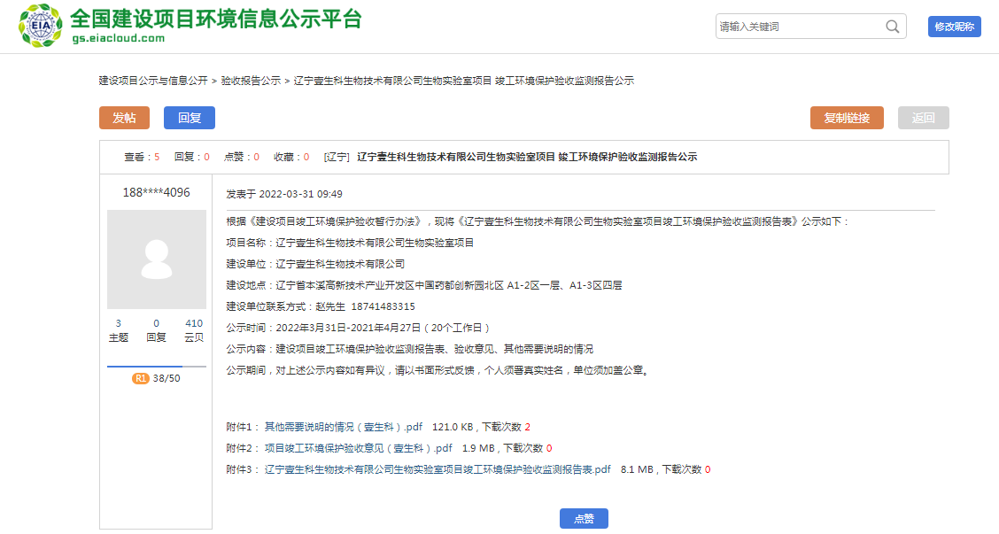 EIA
全国建设项目环境信息公示平台
gs.eiacloud.com
请输入关键词
修改昵称
建设项目公示与信息公开 > 验收报告公示 > 辽宁壹生科生物技术有限公司生物实验室项目 竣工环境保护验收监测报告公示
发帖 回复 复制链接 返回
查看：5 回复：0 点赞：0 收藏：0 [辽宁] 辽宁壹生科生物技术有限公司生物实验室项目 竣工环境保护验收监测报告公示
188****4096
3 0 410
主题 回复 云贝
R1 38/50
发表于 2022-03-31 09:49
根据《建设项目竣工环境保护验收暂行办法》，现将《辽宁壹生科生物技术有限公司生物实验室项目竣工环境保护验收监测报告表》公示如下：
项目名称：辽宁壹生科生物技术有限公司生物实验室项目
建设单位：辽宁壹生科生物技术有限公司
建设地点：辽宁省本溪高新技术产业开发区中国药都创新园北区 A1-2区一层、A1-3区四层
建设单位联系方式：赵先生 18741483315
公示时间：2022年3月31日-2021年4月27日（20个工作日）
公示内容：建设项目竣工环境保护验收监测报告表、验收意见、其他需要说明的情况
公示期间，对上述公示内容如有异议，请以书面形式反馈，个人须署真实姓名，单位须加盖公章。
附件1： 其他需要说明的情况（壹生科）.pdf 121.0 KB , 下载次数 2
附件2： 项目竣工环境保护验收意见（壹生科）.pdf 1.9 MB , 下载次数 0
附件3： 辽宁壹生科生物技术有限公司生物实验室项目竣工环境保护验收监测报告表.pdf 8.1 MB , 下载次数 0
点赞